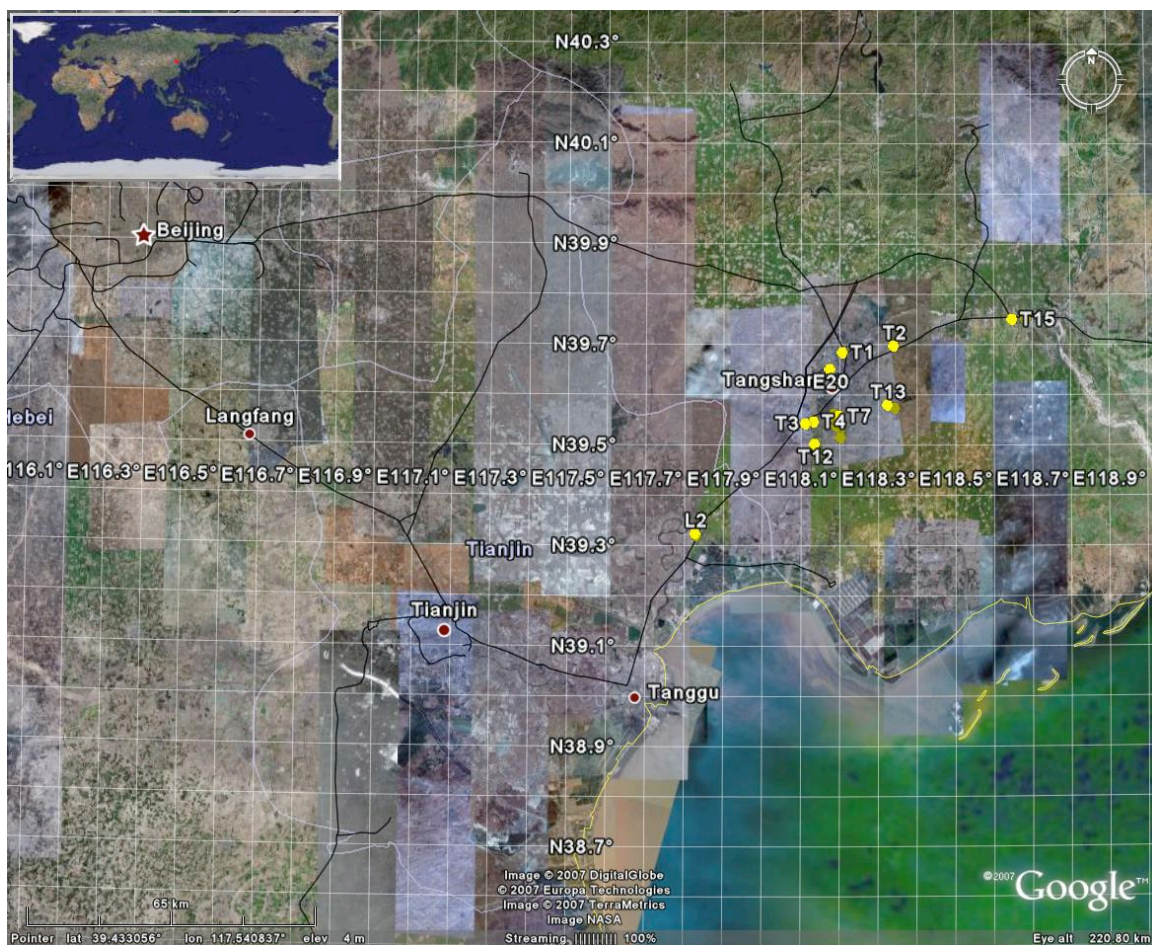 N40.3°
N
N40.1°
Beijing
N39.9°
T15
N39.7°
T1
T2
Tangshan
E20
T13
Hebei
Langfang
T3
T4
T7
N39.5°
T12
E116.1° E116.3° E116.5° E116.7° E116.9° E117.1° E117.3° E117.5° E117.7° E117.9° E118.1° E118.3° E118.5° E118.7° E118.9°
L2
N39.3°
Tianjin
Tianjin
N39.1°
Tanggu
N38.9°
N38.7°
Image © 2007 DigitalGlobe
© 2007 Europa Technologies
Image © 2007 TerraMetrics
Image NASA
©2007 Google™
65 km
Pointer lat 39.433056° lon 117.540837° elev 4 m
Streaming |||||||||| 100%
Eye alt 220.80 km